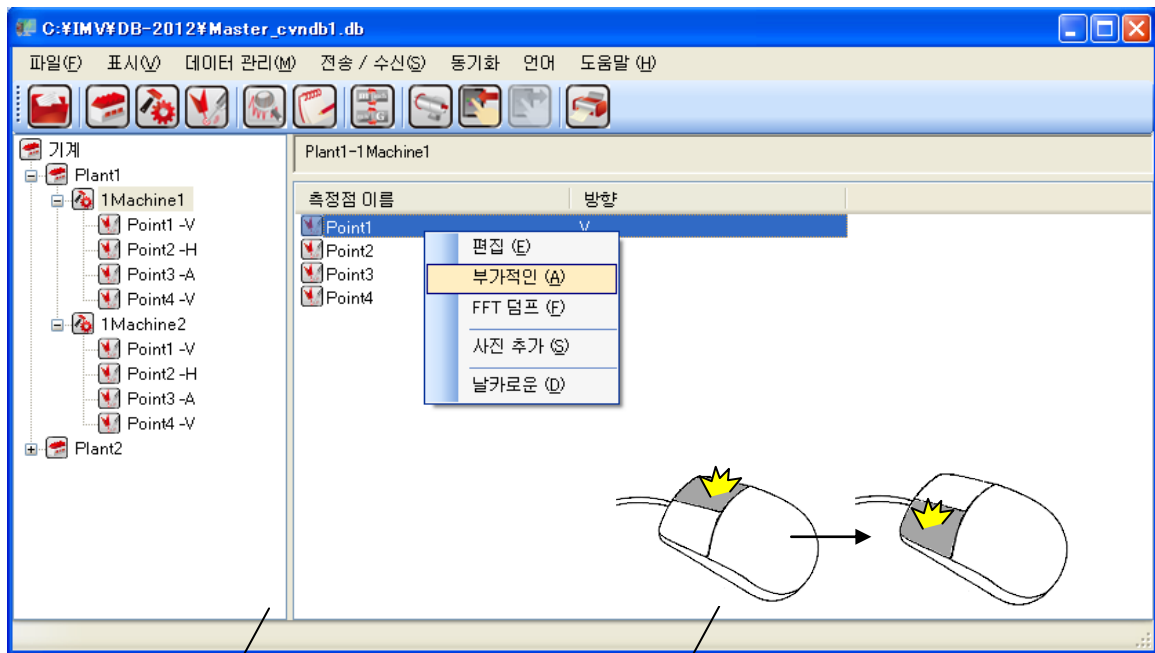 C:¥IMV¥DB-2012¥Master_cvndb1.db
파일(F) 표시(V) 데이터 관리(M) 전송 / 수신(S) 동기화 언어 도움말 (H)
기계
Plant1
1Machine1
Point1 -V
Point2 -H
Point3 -A
Point4 -V
1Machine2
Point1 -V
Point2 -H
Point3 -A
Point4 -V
Plant2
Plant1-1Machine1
측정점 이름 방향
Point1 V
Point2
Point3
Point4
편집 (E)
부가적인 (A)
FFT 덤프 (F)
사진 추가 (S)
날카로운 (D)